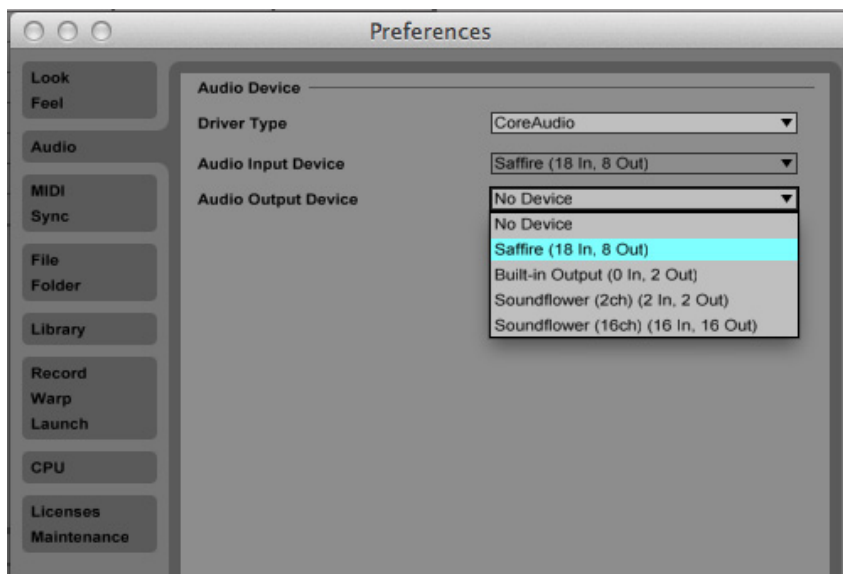 Preferences
Look
Feel
Audio
MIDI
Sync
File
Folder
Library
Record
Warp
Launch
CPU
Licenses
Maintenance
Audio Device
Driver Type CoreAudio
Audio Input Device Saffire (18 In, 8 Out)
Audio Output Device No Device
No Device
Saffire (18 In, 8 Out)
Built-in Output (0 In, 2 Out)
Soundflower (2ch) (2 In, 2 Out)
Soundflower (16ch) (16 In, 16 Out)